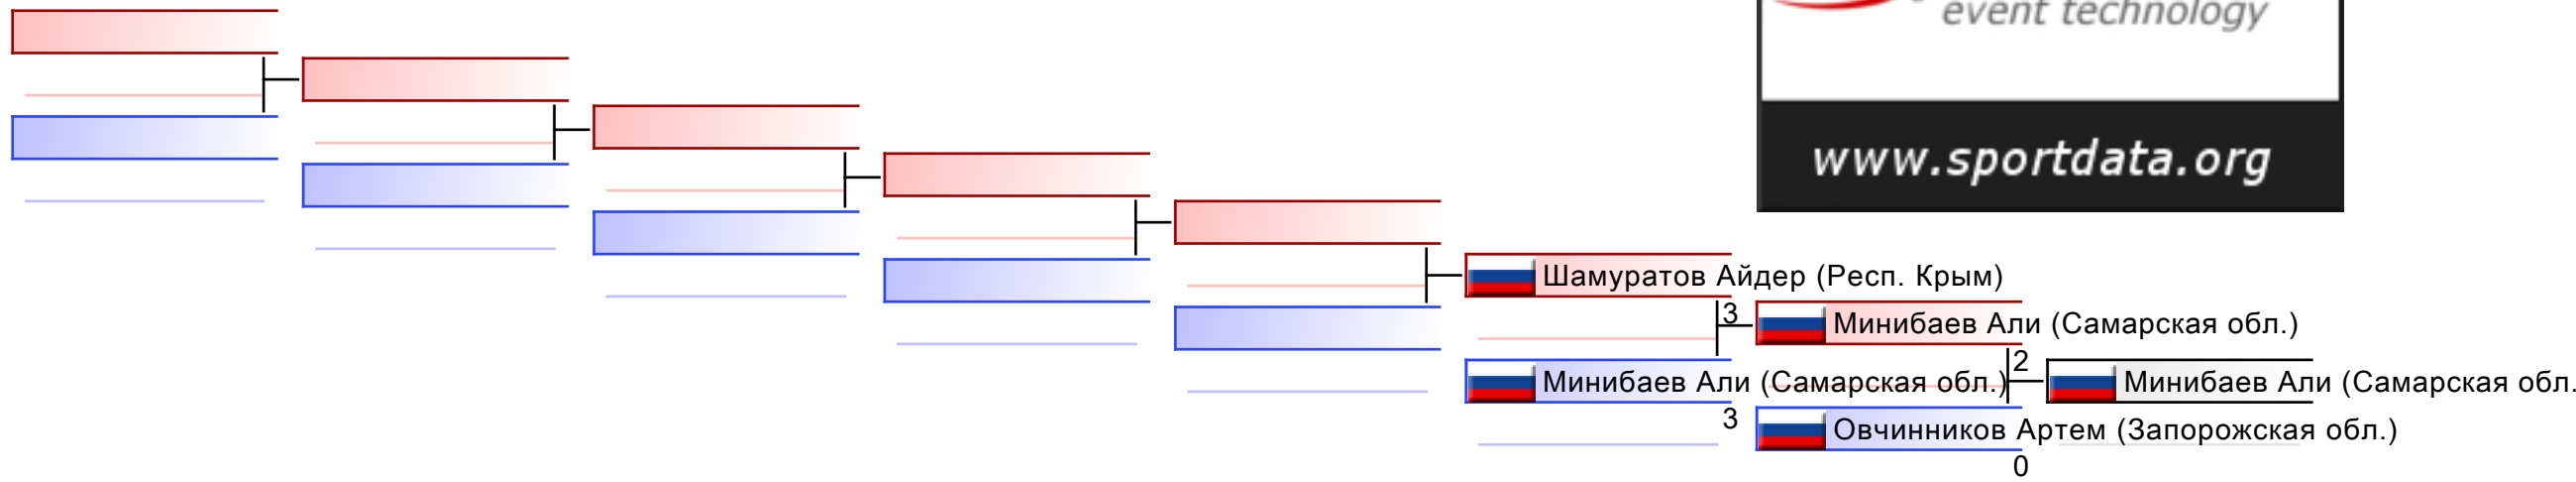 event technology
www.sportdata.org
Шамуратов Айдер (Респ. Крым)
3
Минибаев Али (Самарская обл.)
2
Минибаев Али (Самарская обл.)
Минибаев Али (Самарская обл.
3
Овчинников Артем (Запорожская обл.)
0